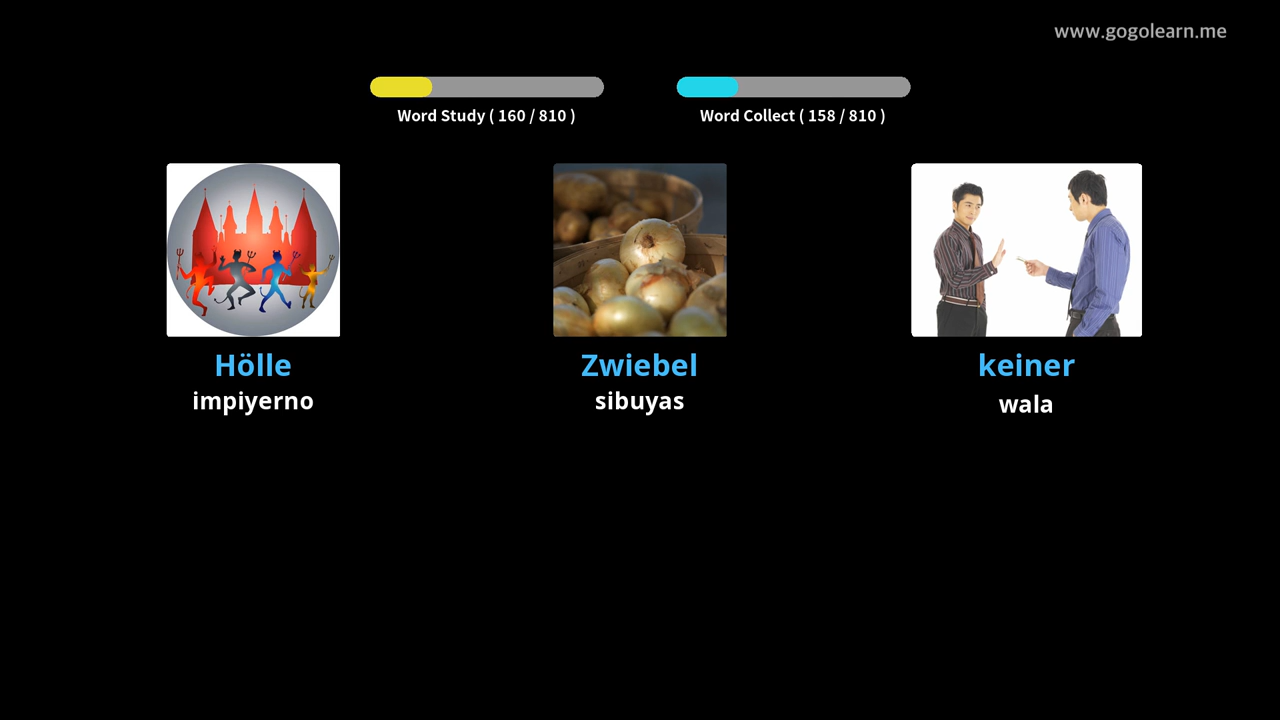 www.gogolearn.me
Word Study ( 160 / 810 )
Word Collect ( 158 / 810 )
Hölle
impiyerno
Zwiebel
sibuyas
keiner
wala